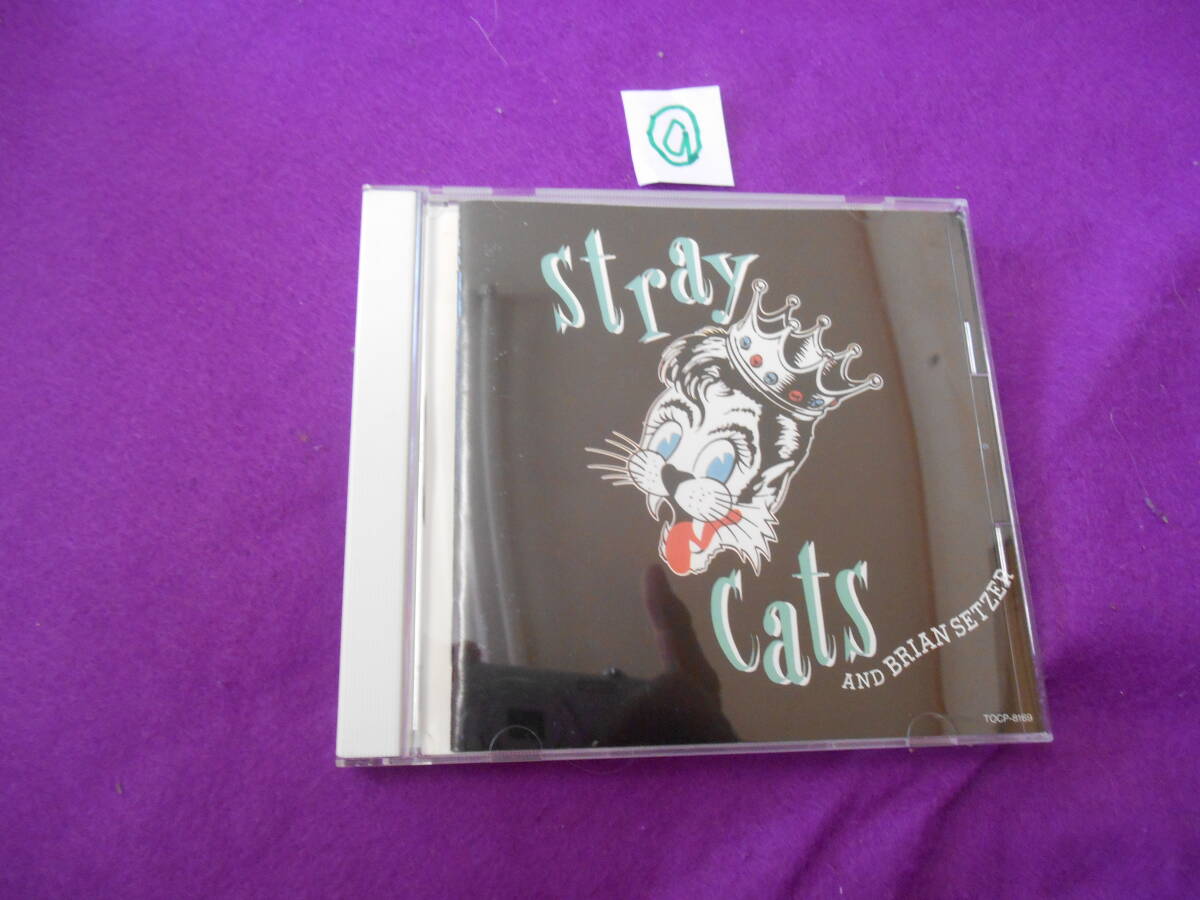 a
stray
cats
AND BRIAN SETZER
TOCP-8169